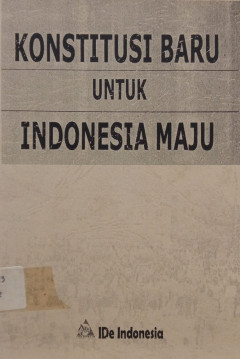 KONSTITUSI BARU
UNTUK
INDONESIA MAJU
IDe Indonesia